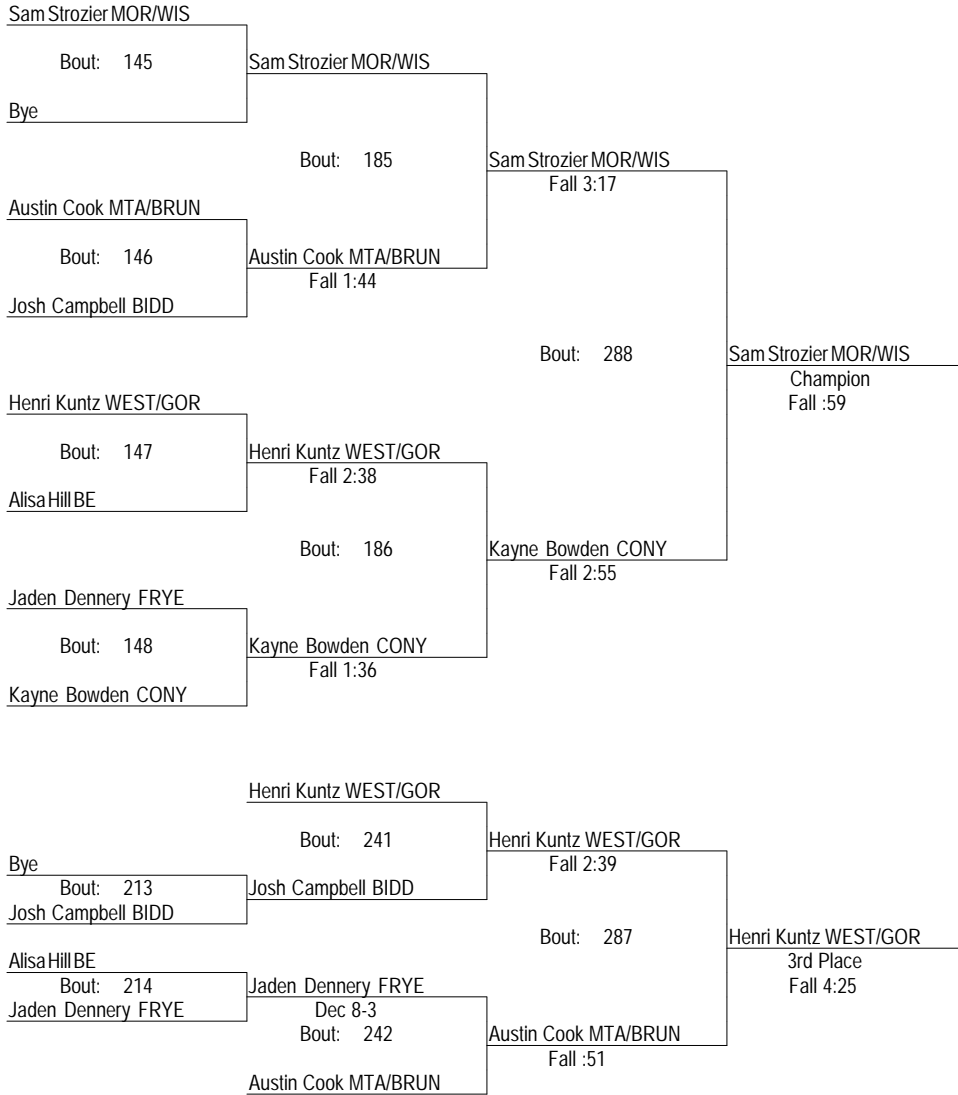 Sam Strozier MOR/WIS
Bout: 145
Sam Strozier MOR/WIS
Bye
Bout: 185
Sam Strozier MOR/WIS
Fall 3:17
Austin Cook MTA/BRUN
Bout: 146
Austin Cook MTA/BRUN
Fall 1:44
Josh Campbell BIDD
Bout: 288
Sam Strozier MOR/WIS
Champion
Fall :59
Henri Kuntz WEST/GOR
Bout: 147
Henri Kuntz WEST/GOR
Fall 2:38
Alisa Hill BE
Bout: 186
Kayne Bowden CONY
Fall 2:55
Jaden Dennery FRYE
Bout: 148
Kayne Bowden CONY
Fall 1:36
Kayne Bowden CONY
Henri Kuntz WEST/GOR
Bout: 241
Henri Kuntz WEST/GOR
Fall 2:39
Bye
Bout: 213
Josh Campbell BIDD
Josh Campbell BIDD
Bout: 287
Henri Kuntz WEST/GOR
3rd Place
Fall 4:25
Alisa Hill BE
Bout: 214
Jaden Dennery FRYE
Jaden Dennery FRYE
Dec 8-3
Bout: 242
Austin Cook MTA/BRUN
Fall :51
Austin Cook MTA/BRUN